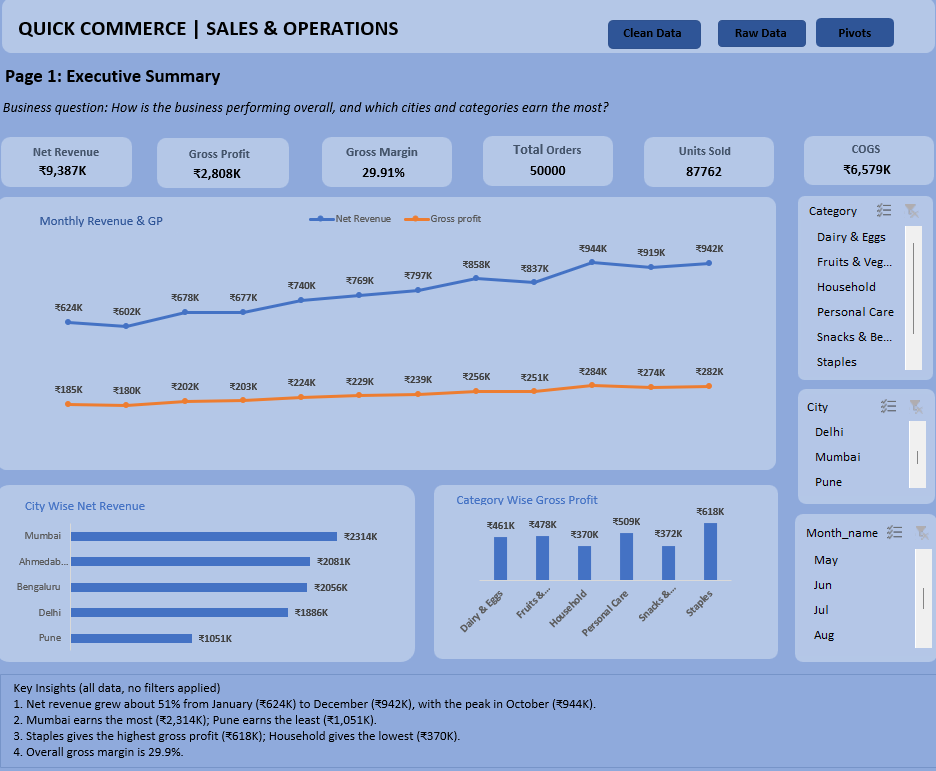 QUICK COMMERCE | SALES & OPERATIONS
Clean Data
Raw Data
Pivots
Page 1: Executive Summary
Business question: How is the business performing overall, and which cities and categories earn the most?
Net Revenue
₹9,387K
Gross Profit
₹2,808K
Gross Margin
29.91%
Total Orders
50000
Units Sold
87762
COGS
₹6,579K
Monthly Revenue & GP
Net Revenue
Gross profit
₹624K
₹602K
₹678K
₹677K
₹740K
₹769K
₹797K
₹858K
₹837K
₹944K
₹919K
₹942K
₹185K
₹180K
₹202K
₹203K
₹224K
₹229K
₹239K
₹256K
₹251K
₹284K
₹274K
₹282K
Category
Dairy & Eggs
Fruits & Veg...
Household
Personal Care
Snacks & Be...
Staples
City
Delhi
Mumbai
Pune
Month_name
May
Jun
Jul
Aug
City Wise Net Revenue
Mumbai ₹2314K
Ahmedab... ₹2081K
Bengaluru ₹2056K
Delhi ₹1886K
Pune ₹1051K
Category Wise Gross Profit
₹461K
₹478K
₹370K
₹509K
₹372K
₹618K
Dairy & Eggs
Fruits &...
Household
Personal Care
Snacks &...
Staples
Key Insights (all data, no filters applied)
1. Net revenue grew about 51% from January (₹624K) to December (₹942K), with the peak in October (₹944K).
2. Mumbai earns the most (₹2,314K); Pune earns the least (₹1,051K).
3. Staples gives the highest gross profit (₹618K); Household gives the lowest (₹370K).
4. Overall gross margin is 29.9%.